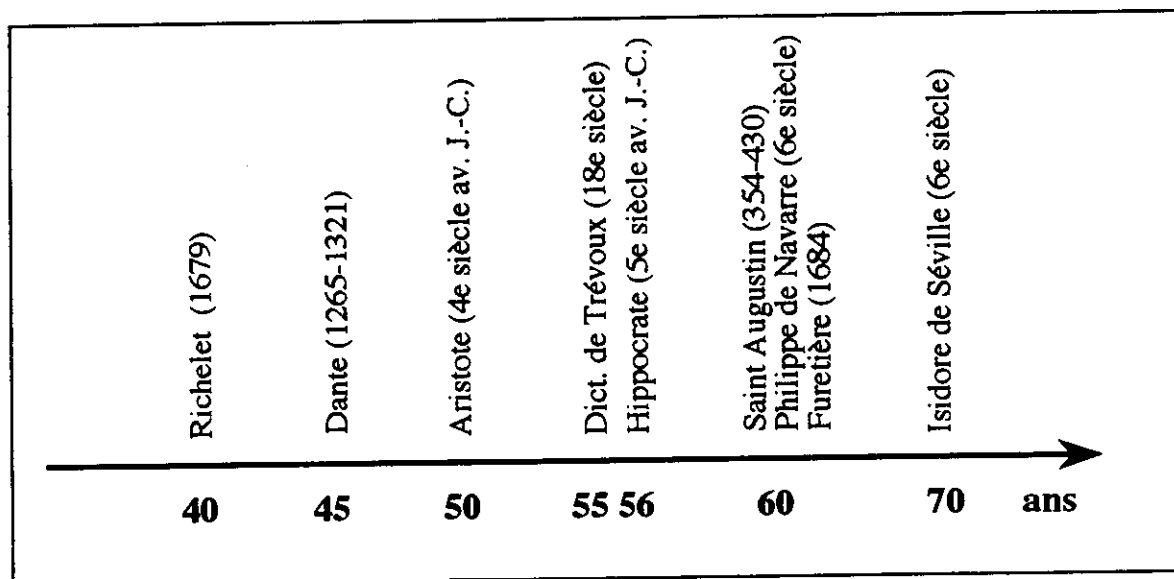 Richelet (1679)
Dante (1265-1321)
Aristote (4e siècle av. J.-C.)
Dict. de Trévoux (18e siècle)
Hippocrate (5e siècle av. J.-C.)
Saint Augustin (354-430)
Philippe de Navarre (6e siècle)
Furetière (1684)
Isidore de Séville (6e siècle)
40 45 50 55 56 60 70 ans